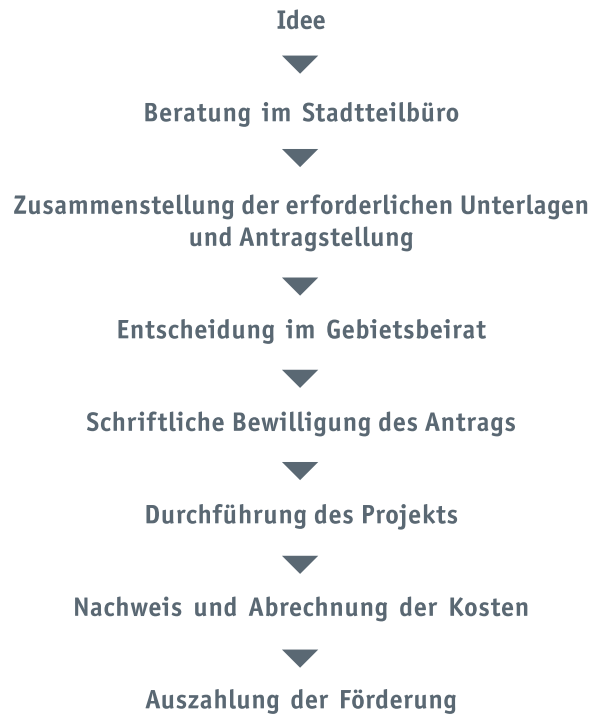 Idee
Beratung im Stadtteilbüro
Zusammenstellung der erforderlichen Unterlagen
und Antragstellung
Entscheidung im Gebietsbeirat
Schriftliche Bewilligung des Antrags
Durchführung des Projekts
Nachweis und Abrechnung der Kosten
Auszahlung der Förderung